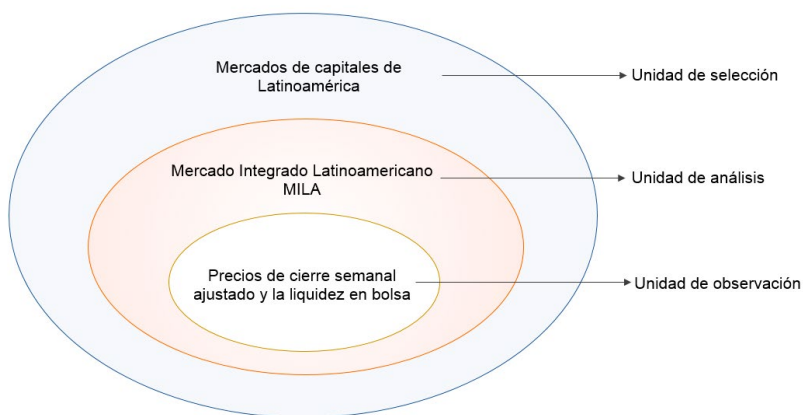 Mercados de capitales de
Latinoamérica
Unidad de selección
Mercado Integrado Latinoamericano
MILA
Unidad de análisis
Precios de cierre semanal
ajustado y la liquidez en bolsa
Unidad de observación